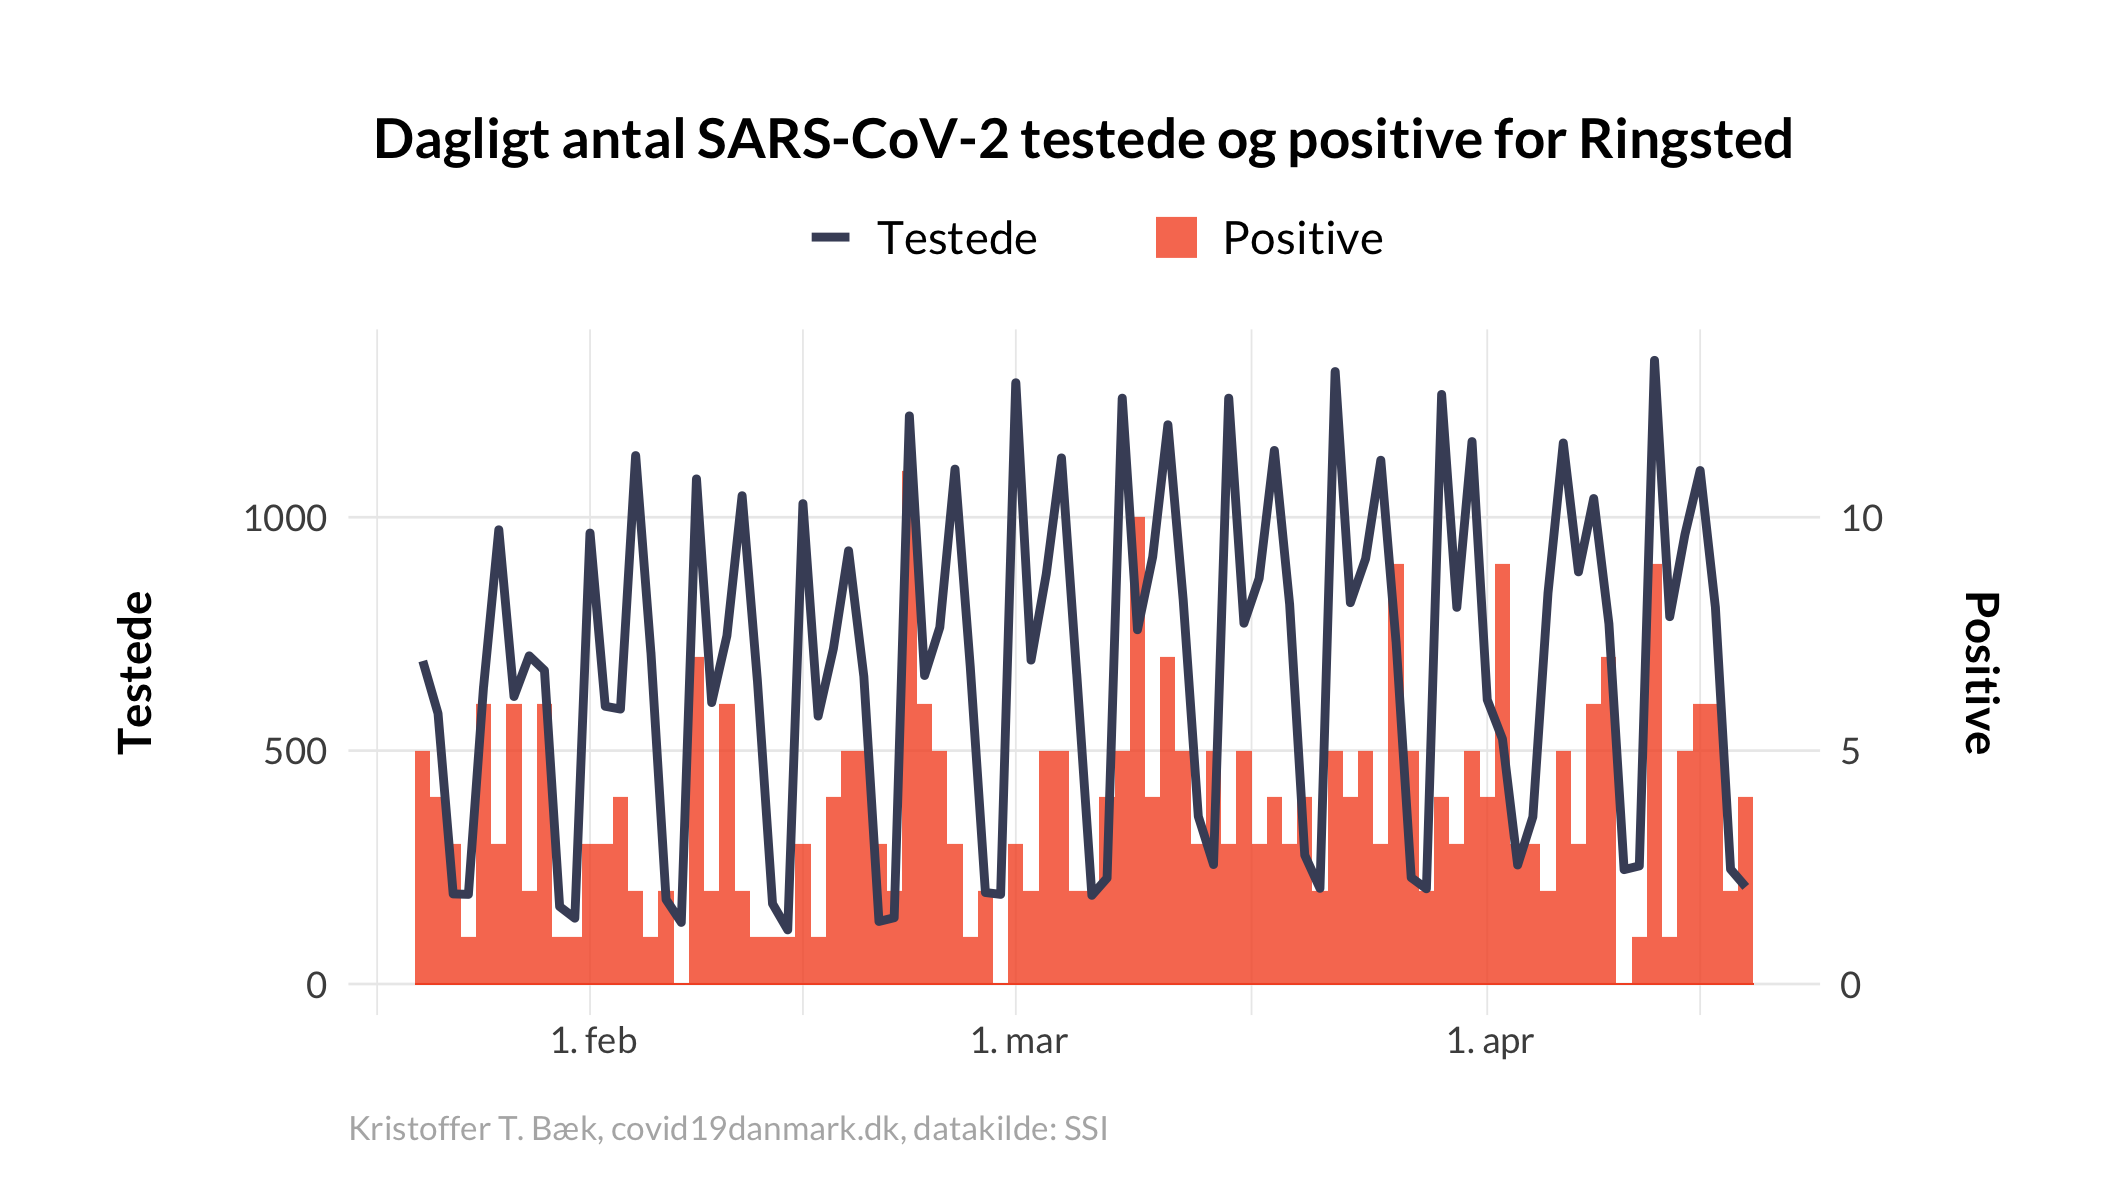 Dagligt antal SARS-CoV-2 testede og positive for Ringsted
Testede
Positive
Testede
1000
500
0
10
5
0
Positive
1. feb
1. mar
1. apr
Kristoffer T. Bæk, covid19danmark.dk, datakilde: SSI